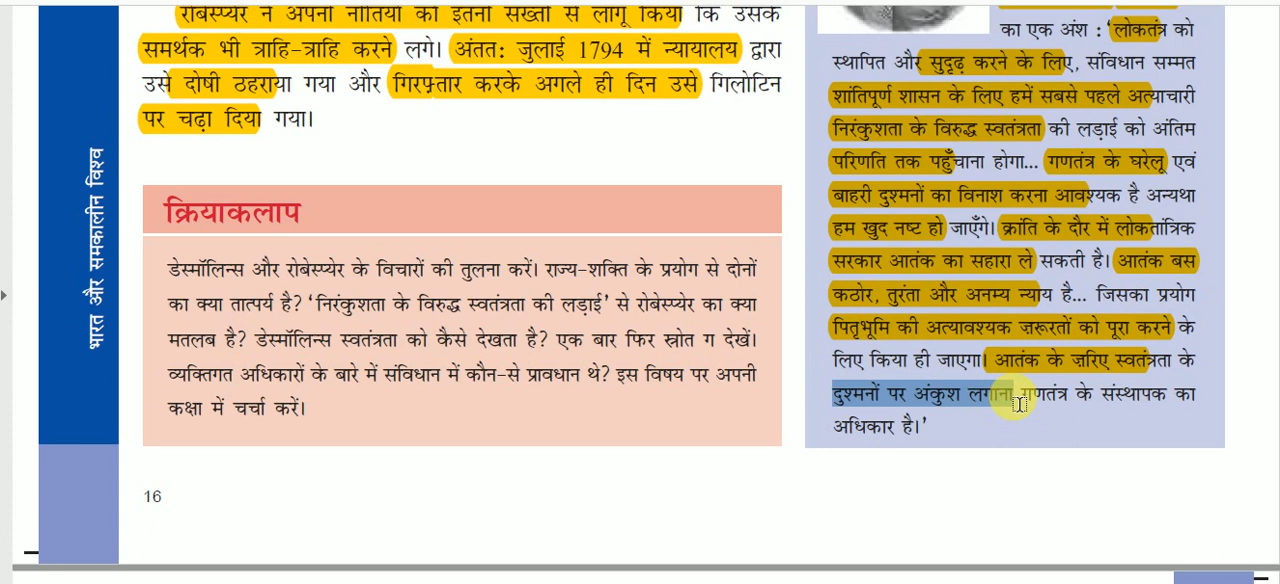 रोबेस्प्येर ने अपनी नीतियों को इतनी सख्ती से लागू किया कि उसके
समर्थक भी त्राहि-त्राहि करने लगे। अंतत: जुलाई 1794 में न्यायालय द्वारा
उसे दोषी ठहराया गया और गिरफ़्तार करके अगले ही दिन उसे गिलोटिन
पर चढ़ा दिया गया।
क्रियाकलाप
डेस्मॉलिन्स और रोबेस्प्येर के विचारों की तुलना करें। राज्य-शक्ति के प्रयोग से दोनों
का क्या तात्पर्य है? ‘निरंकुशता के विरुद्ध स्वतंत्रता की लड़ाई’ से रोबेस्प्येर का क्या
मतलब है? डेस्मॉलिन्स स्वतंत्रता को कैसे देखता है? एक बार फिर स्रोत ग देखें।
व्यक्तिगत अधिकारों के बारे में संविधान में कौन-से प्रावधान थे? इस विषय पर अपनी
कक्षा में चर्चा करें।
का एक अंश : ‘लोकतंत्र को
स्थापित और सुदृढ़ करने के लिए, संविधान सम्मत
शांतिपूर्ण शासन के लिए हमें सबसे पहले अत्याचारी
निरंकुशता के विरुद्ध स्वतंत्रता की लड़ाई को अंतिम
परिणति तक पहुँचाना होगा... गणतंत्र के घरेलू एवं
बाहरी दुश्मनों का विनाश करना आवश्यक है अन्यथा
हम खुद नष्ट हो जाएँगे। क्रांति के दौर में लोकतांत्रिक
सरकार आतंक का सहारा ले सकती है। आतंक बस
कठोर, तुरंता और अनम्य न्याय है... जिसका प्रयोग
पितृभूमि की अत्यावश्यक ज़रूरतों को पूरा करने के
लिए किया ही जाएगा। आतंक के ज़रिए स्वतंत्रता के
दुश्मनों पर अंकुश लगाना गणतंत्र के संस्थापक का
अधिकार है।’
भारत और समकालीन विश्व
16